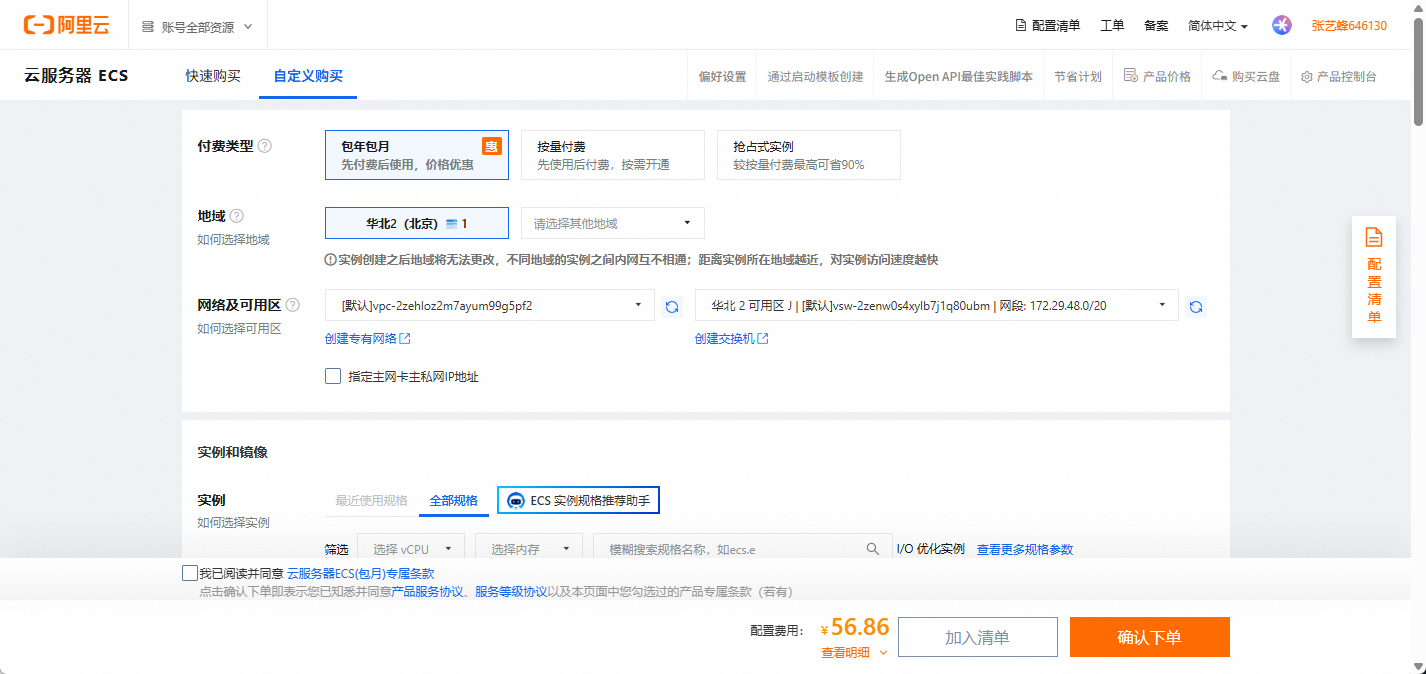 阿里云
账号全部资源
配置清单
工单
备案
简体中文
张艺蜂646130
云服务器 ECS
快速购买
自定义购买
偏好设置
通过启动模板创建
生成Open API最佳实践脚本
节省计划
产品价格
购买云盘
产品控制台
付费类型
包年包月
惠
先付费后使用，价格优惠
按量付费
先使用后付费，按需开通
抢占式实例
较按量付费最高可省90%
地域
如何选择地域
华北2（北京） 1
请选择其他地域
实例创建之后地域将无法更改，不同地域的实例之间内网互不相通；距离实例所在地域越近，对实例访问速度越快
网络及可用区
如何选择可用区
[默认]vpc-2zehloz2m7ayum99g5pf2
华北 2 可用区 J | [默认]vsw-2zenw0s4xylb7j1q80ubm | 网段: 172.29.48.0/20
创建专有网络
创建交换机
指定主网卡主私网IP地址
配置清单
实例和镜像
实例
如何选择实例
最近使用规格
全部规格
ECS 实例规格推荐助手
筛选
选择 vCPU
选择内存
模糊搜索规格名称，如ecs.e
I/O 优化实例
查看更多规格参数
我已阅读并同意 云服务器ECS(包月)专属条款
点击确认下单即表示您已知悉并同意产品服务协议、服务等级协议以及本页面中您勾选过的产品专属条款（若有）
配置费用：
¥56.86
查看明细
加入清单
确认下单